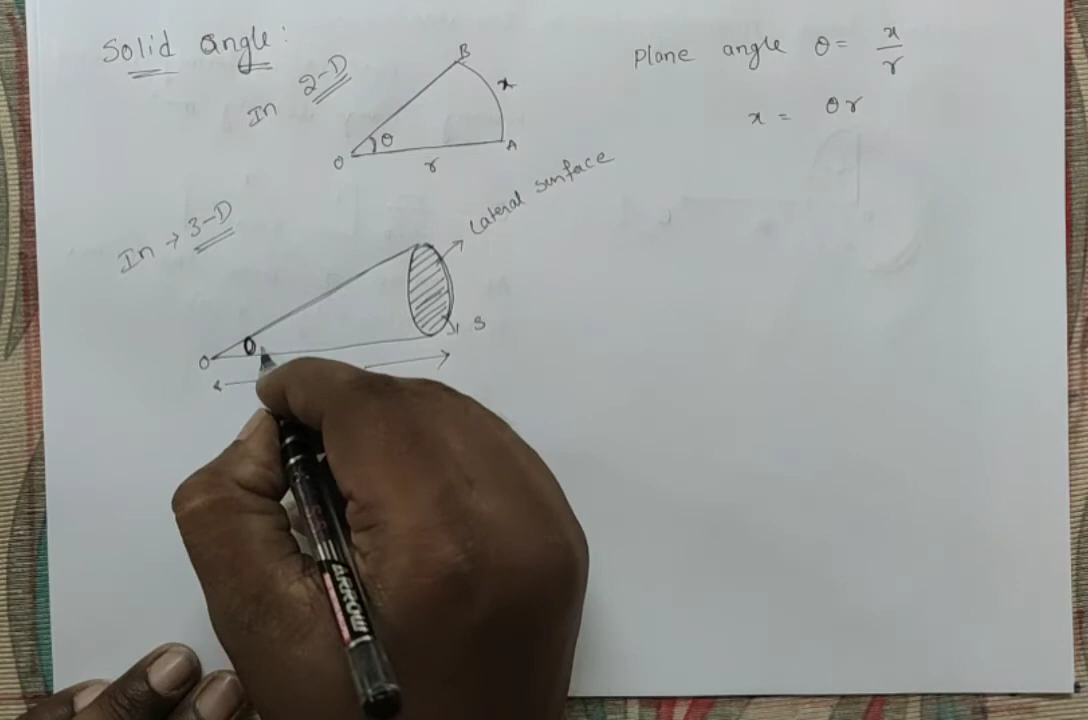 Solid angle:
In 2-D
B
x
θ
O
r
A
Plane angle θ = x/r
x = θr
In → 3-D
Lateral surface
S
O
ARROW